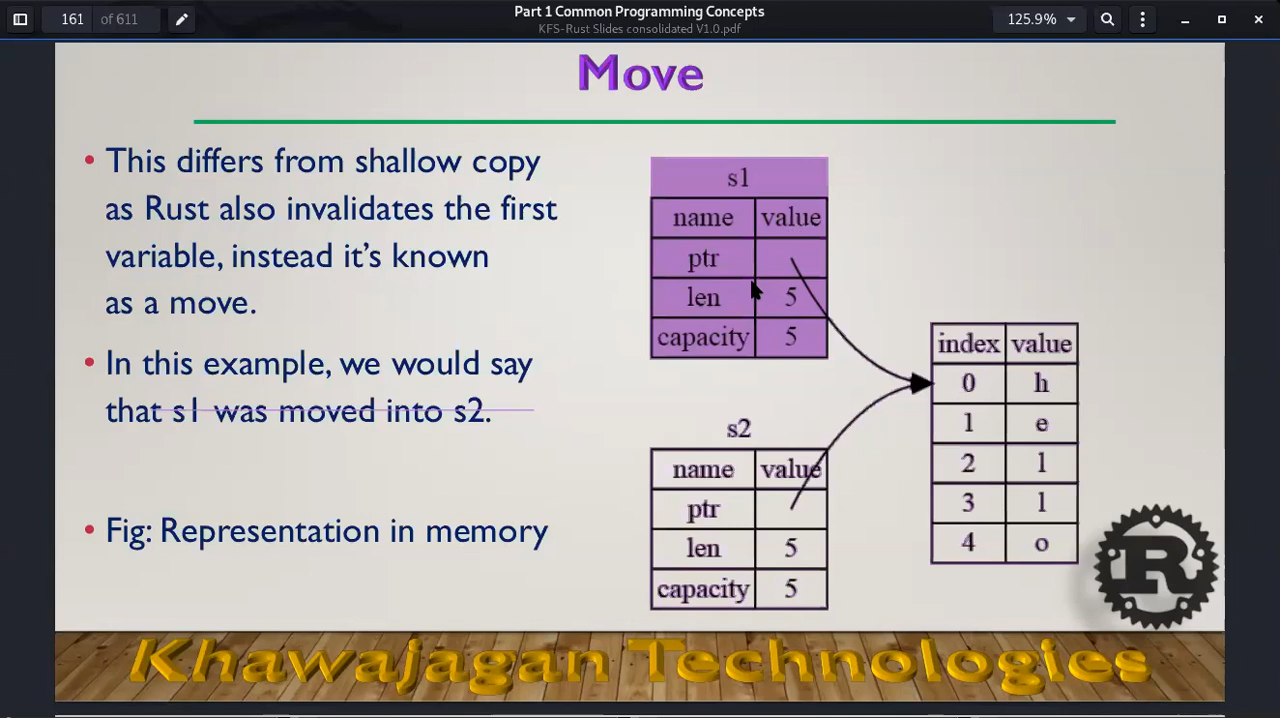 161 of 611
Part 1 Common Programming Concepts
KFS-Rust Slides consolidated V1.0.pdf
125.9%
Move
• This differs from shallow copy
as Rust also invalidates the first
variable, instead it's known
as a move.
• In this example, we would say
that s1 was moved into s2.
• Fig: Representation in memory
s1
name value
ptr
len 5
capacity 5
s2
name value
ptr
len 5
capacity 5
index value
0 h
1 e
2 l
3 l
4 o
R
Khawajagan Technologies